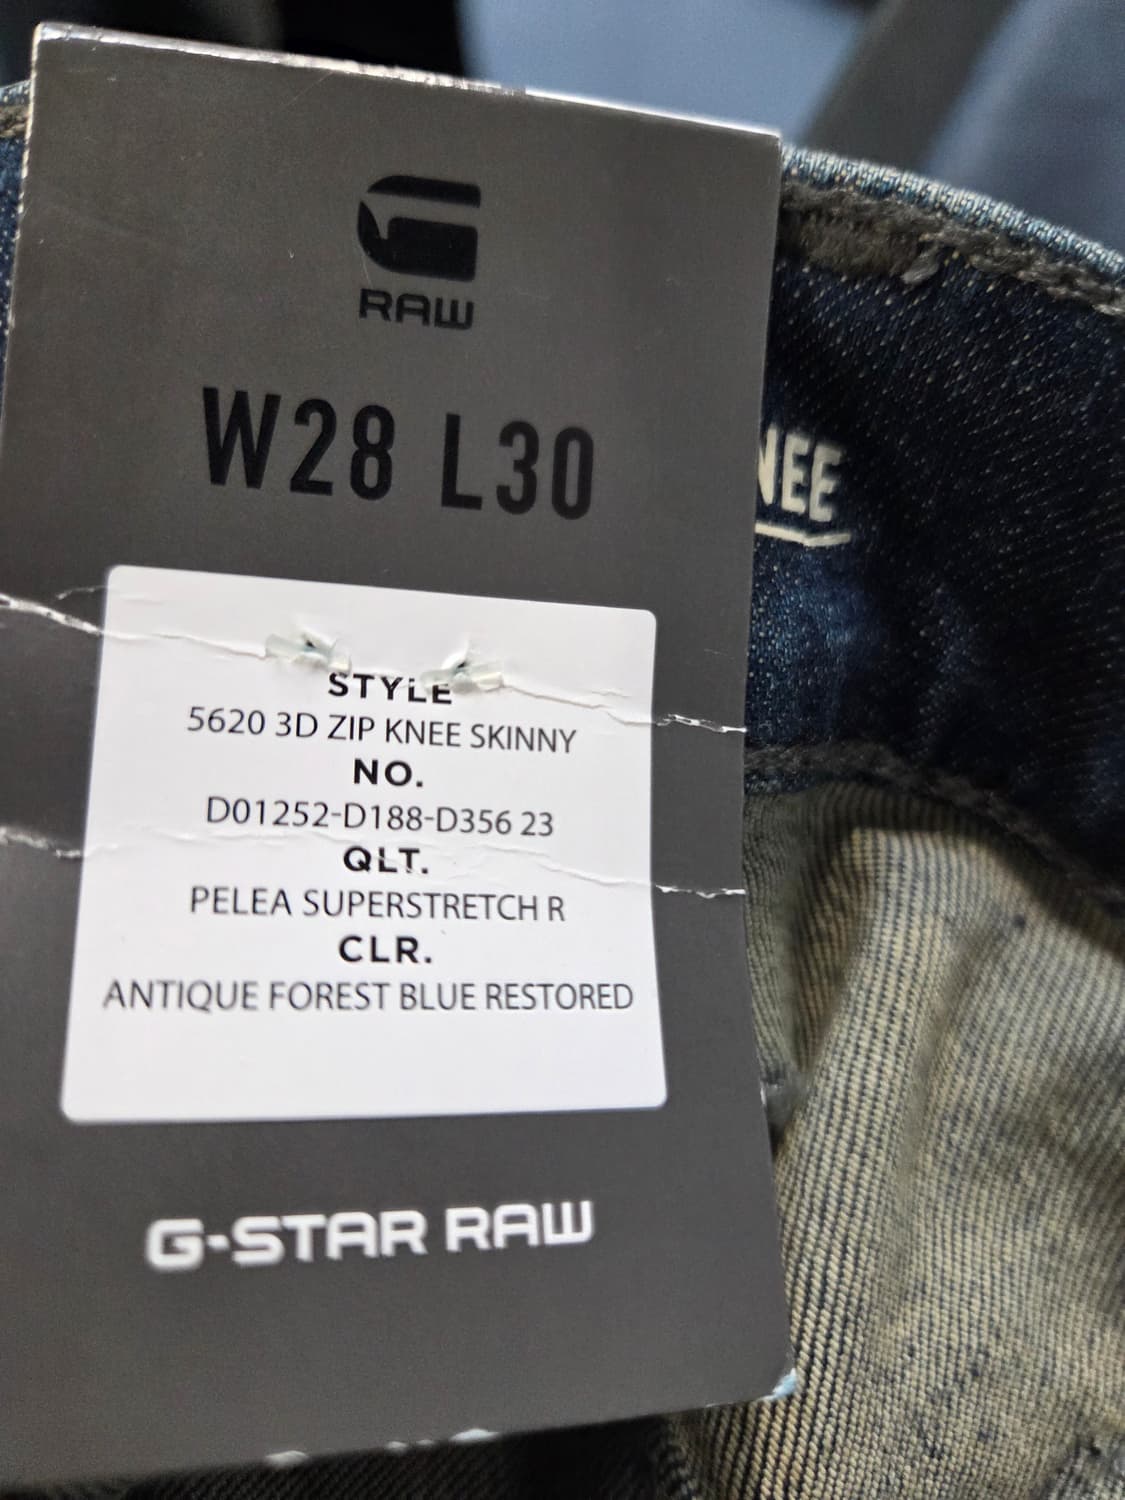 RAW
W28 L30
NEE
STYLE
5620 3D ZIP KNEE SKINNY
NO.
D01252-D188-D356 23
QLT.
PELEA SUPERSTRETCH R
CLR.
ANTIQUE FOREST BLUE RESTORED
G-STAR RAW